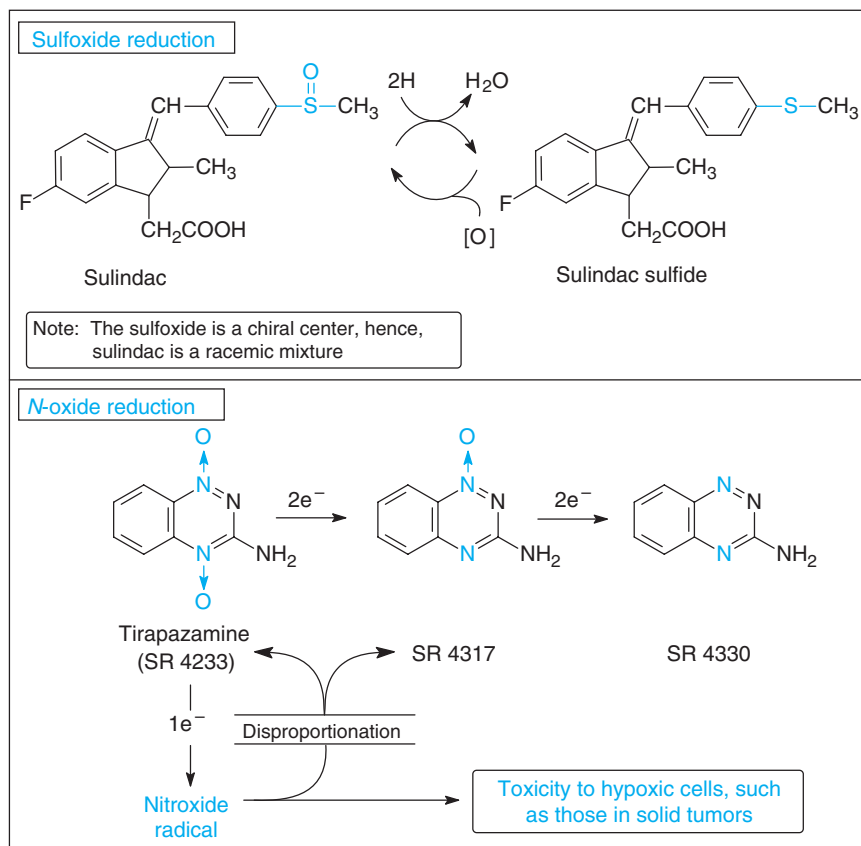 Sulfoxide reduction
O
S
CH₃
CH
CH₃
F
CH₂COOH
Sulindac
2H
H₂O
[O]
CH
S
CH₃
CH₃
F
CH₂COOH
Sulindac sulfide
Note: The sulfoxide is a chiral center, hence,
sulindac is a racemic mixture
N-oxide reduction
O
N
N
N
NH₂
O
Tirapazamine
(SR 4233)
2e⁻
O
N
N
N
NH₂
SR 4317
2e⁻
N
N
N
NH₂
SR 4330
1e⁻
Disproportionation
Nitroxide
radical
Toxicity to hypoxic cells, such
as those in solid tumors